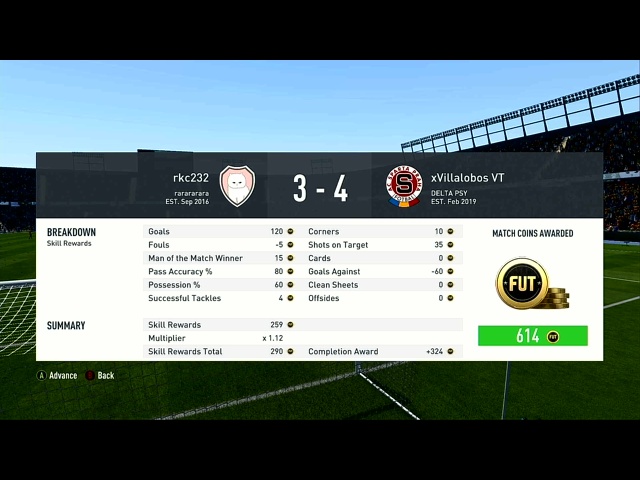 rkc232
rararara
EST. Sep 2016
3 - 4
xVillalobos VT
DELTA PSY
EST. Feb 2019
BREAKDOWN
Skill Rewards
Goals 120
Fouls -5
Man of the Match Winner 15
Pass Accuracy % 80
Possession % 60
Successful Tackles 4
Corners 10
Shots on Target 35
Cards 0
Goals Against -60
Clean Sheets 0
Offsides 0
SUMMARY
Skill Rewards 259
Multiplier x 1.12
Skill Rewards Total 290
Completion Award +324
MATCH COINS AWARDED
FUT
614 FUT
A Advance B Back